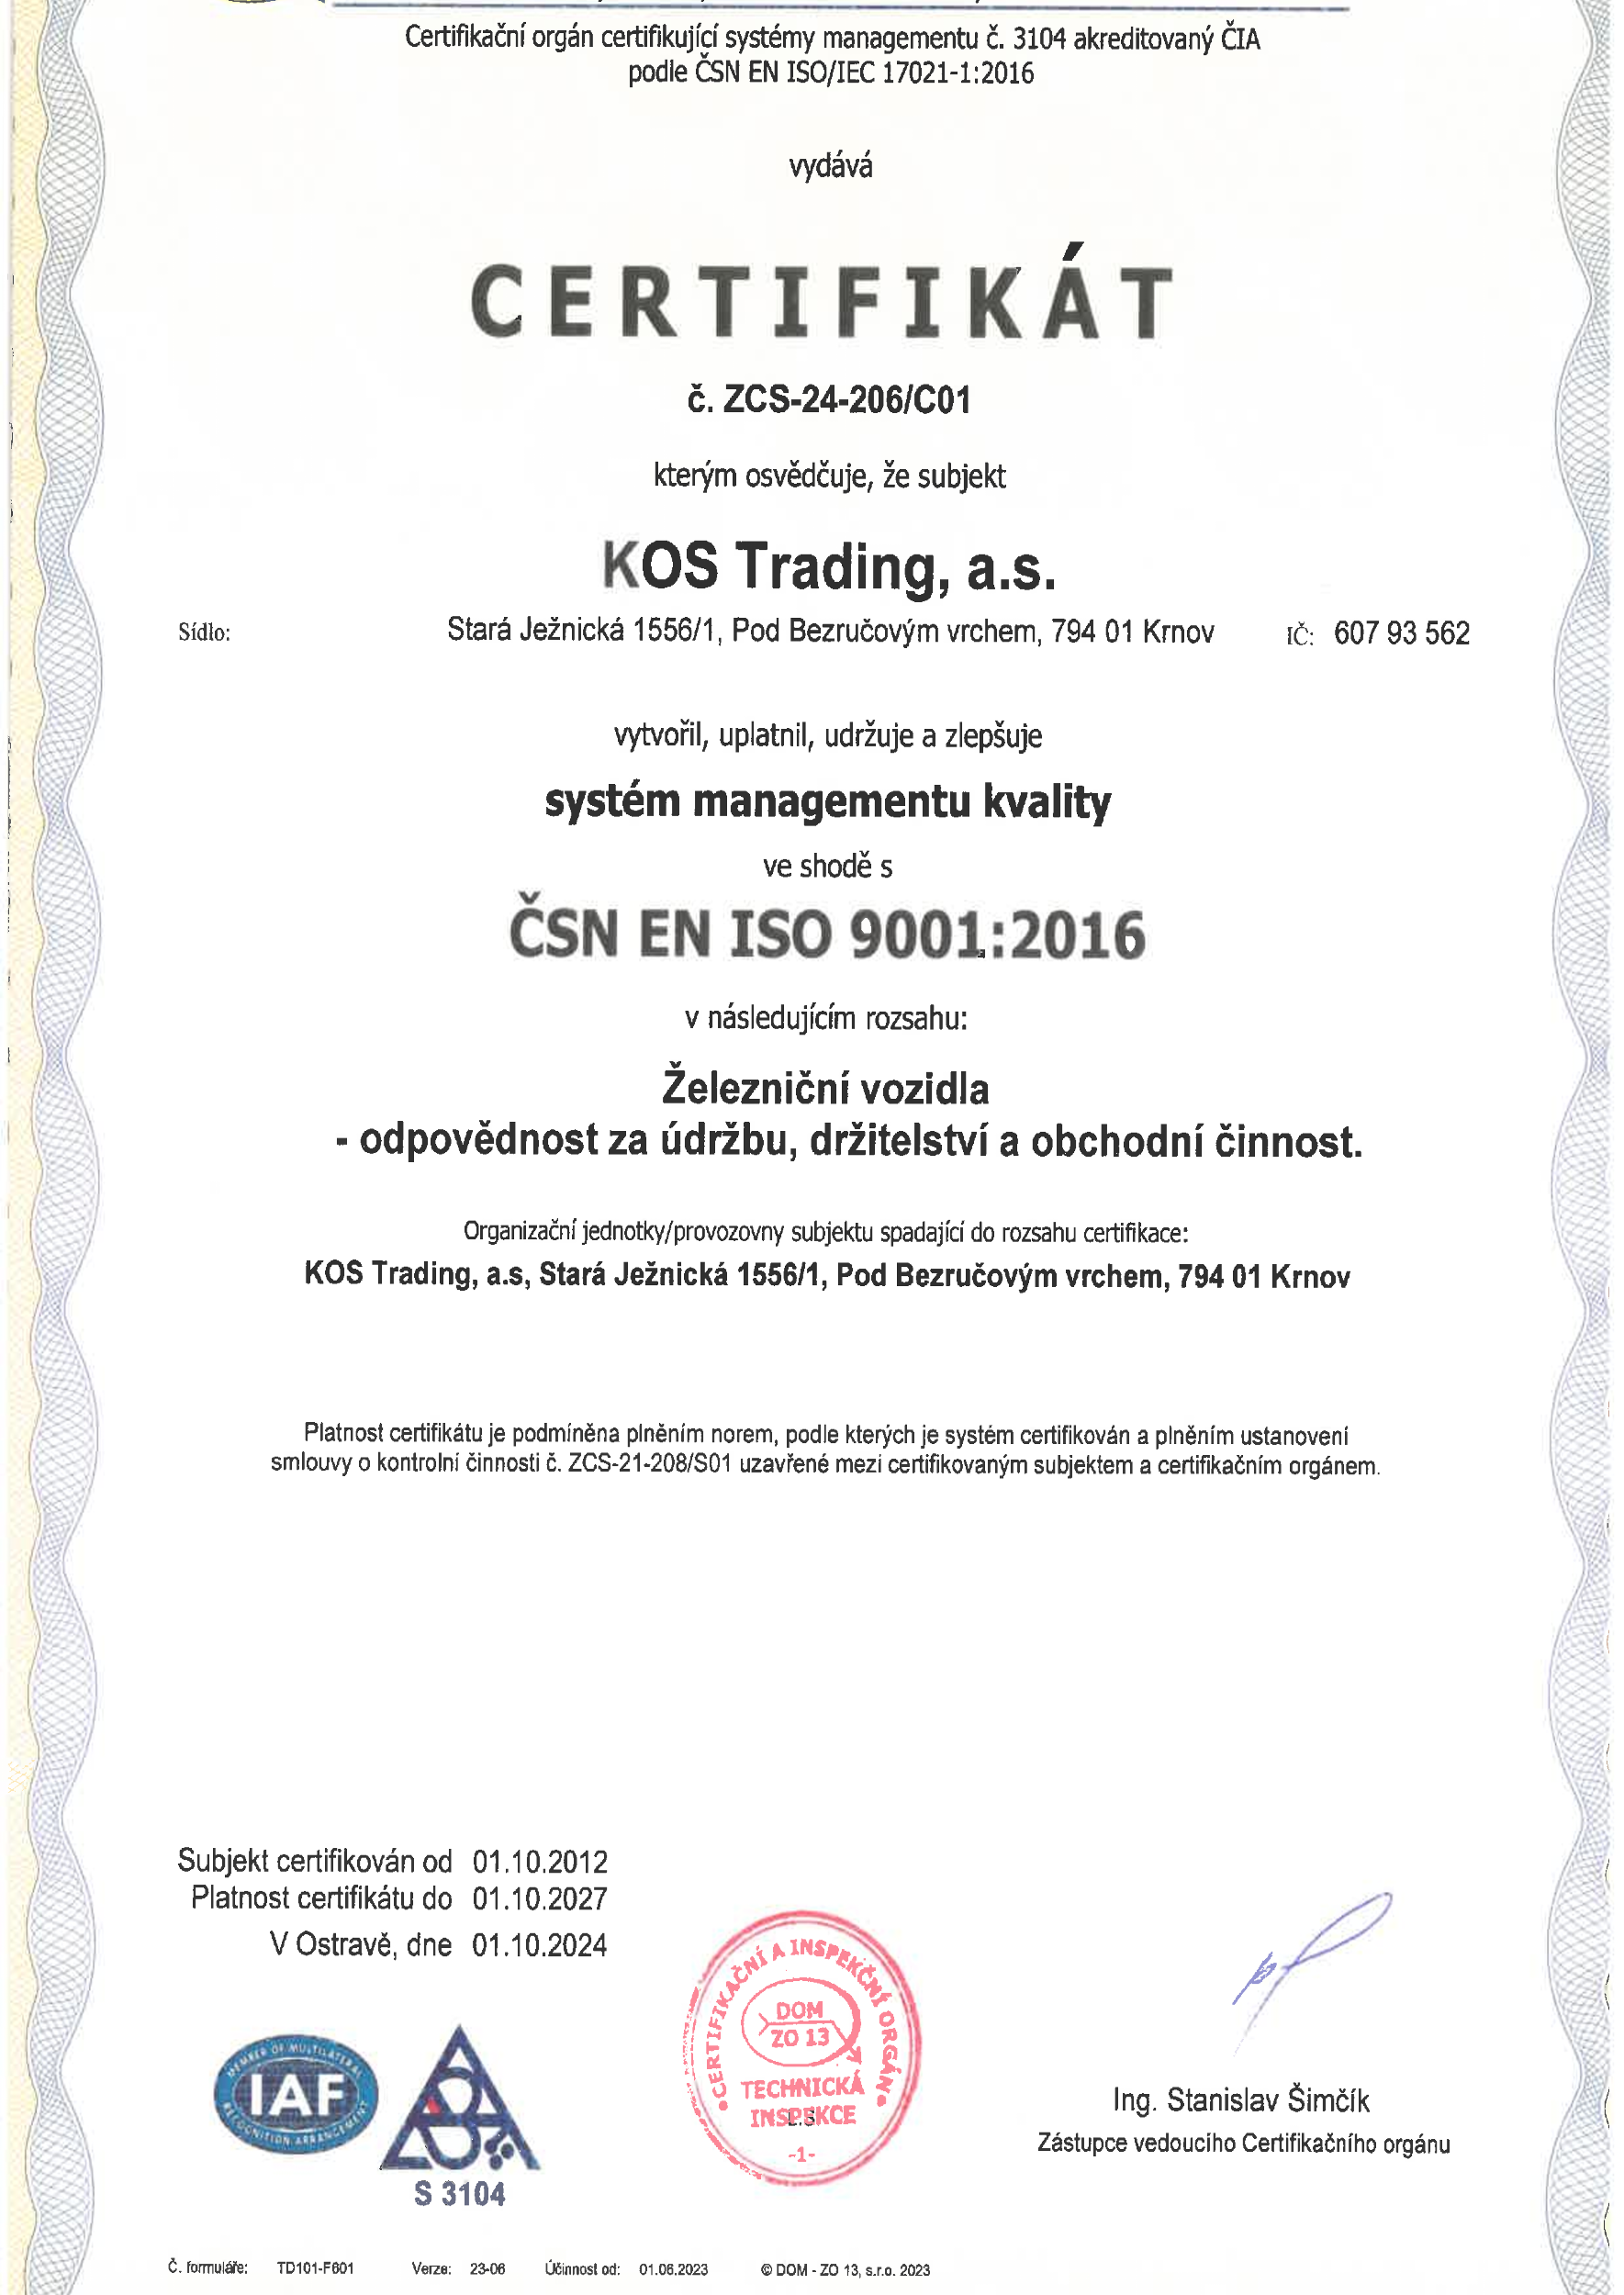 Certifikační orgán certifikující systémy managementu č. 3104 akreditovaný ČIA
podle ČSN EN ISO/IEC 17021-1:2016
vydává
CERTIFIKÁT
č. ZCS-24-206/C01
kterým osvědčuje, že subjekt
KOS Trading, a.s.
Sídlo: Stará Ježnická 1556/1, Pod Bezručovým vrchem, 794 01 Krnov IČ: 607 93 562
vytvořil, uplatnil, udržuje a zlepšuje
systém managementu kvality
ve shodě s
ČSN EN ISO 9001:2016
v následujícím rozsahu:
Železniční vozidla
- odpovědnost za údržbu, držitelství a obchodní činnost.
Organizační jednotky/provozovny subjektu spadající do rozsahu certifikace:
KOS Trading, a.s, Stará Ježnická 1556/1, Pod Bezručovým vrchem, 794 01 Krnov
Platnost certifikátu je podmíněna plněním norem, podle kterých je systém certifikován a plněním ustanovení
smlouvy o kontrolní činnosti č. ZCS-21-208/S01 uzavřené mezi certifikovaným subjektem a certifikačním orgánem.
Subjekt certifikován od 01.10.2012
Platnost certifikátu do 01.10.2027
V Ostravě, dne 01.10.2024
CERTIFIKAČNÍ A INSPEKČNÍ ORGÁN
DOM
ZO 13
TECHNICKÁ
INSPEKCE
-1-
MEMBER OF MULTILATERAL
IAF
RECOGNITION ARRANGEMENT
S 3104
Ing. Stanislav Šimčík
Zástupce vedoucího Certifikačního orgánu
Č. formuláře: TD101-F601 Verze: 23-06 Účinnost od: 01.06.2023 © DOM - ZO 13, s.r.o. 2023